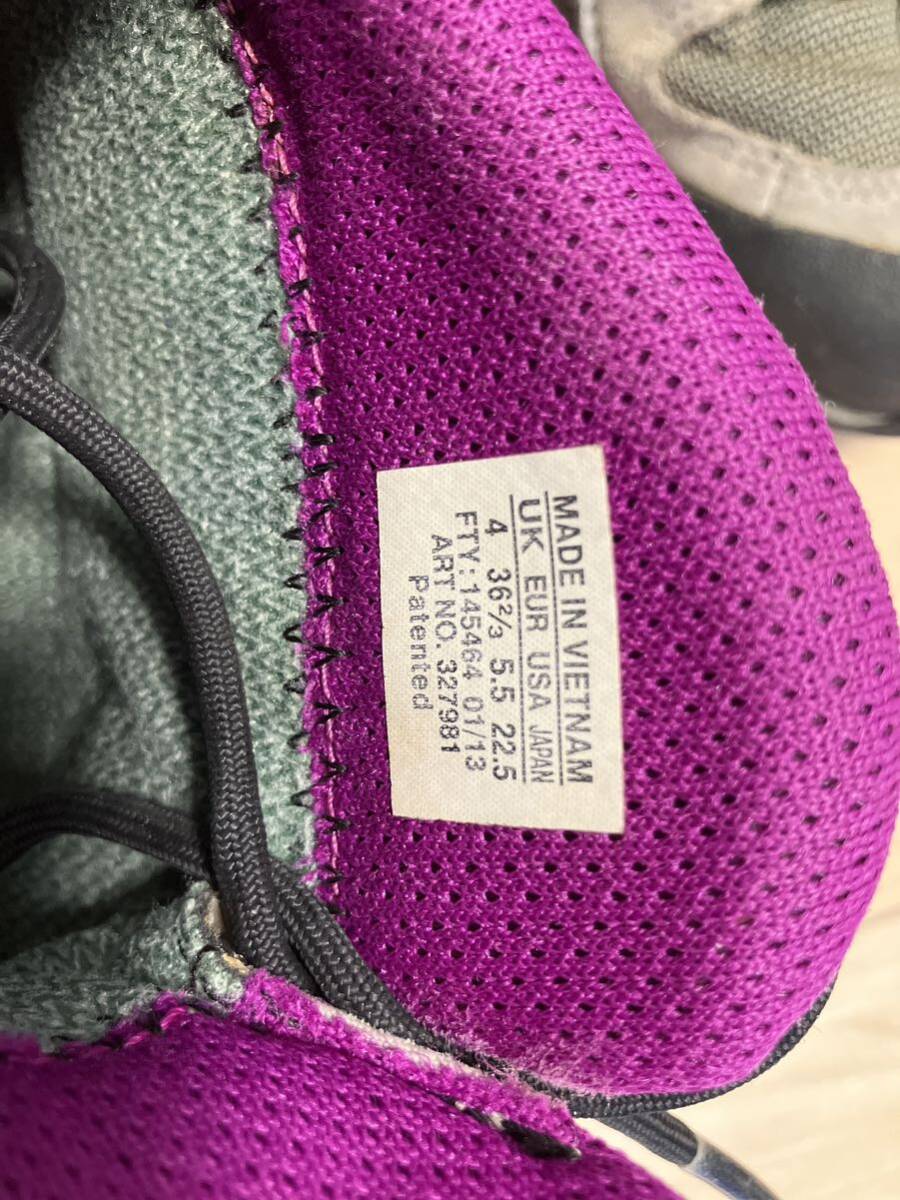 MADE IN VIETNAM
UK EUR USA JAPAN
4 36⅔ 5.5 22.5
FTY: 145464 01/13
ART NO. 327981
Patented